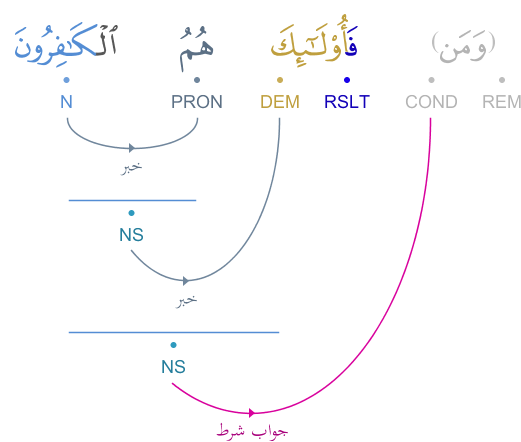 (وَمَن) فَأُو۟لَـٰٓئِكَ هُمُ ٱلْكَـٰفِرُونَ
REM COND RSLT DEM PRON N
خبر
NS
خبر
NS
جواب شرط